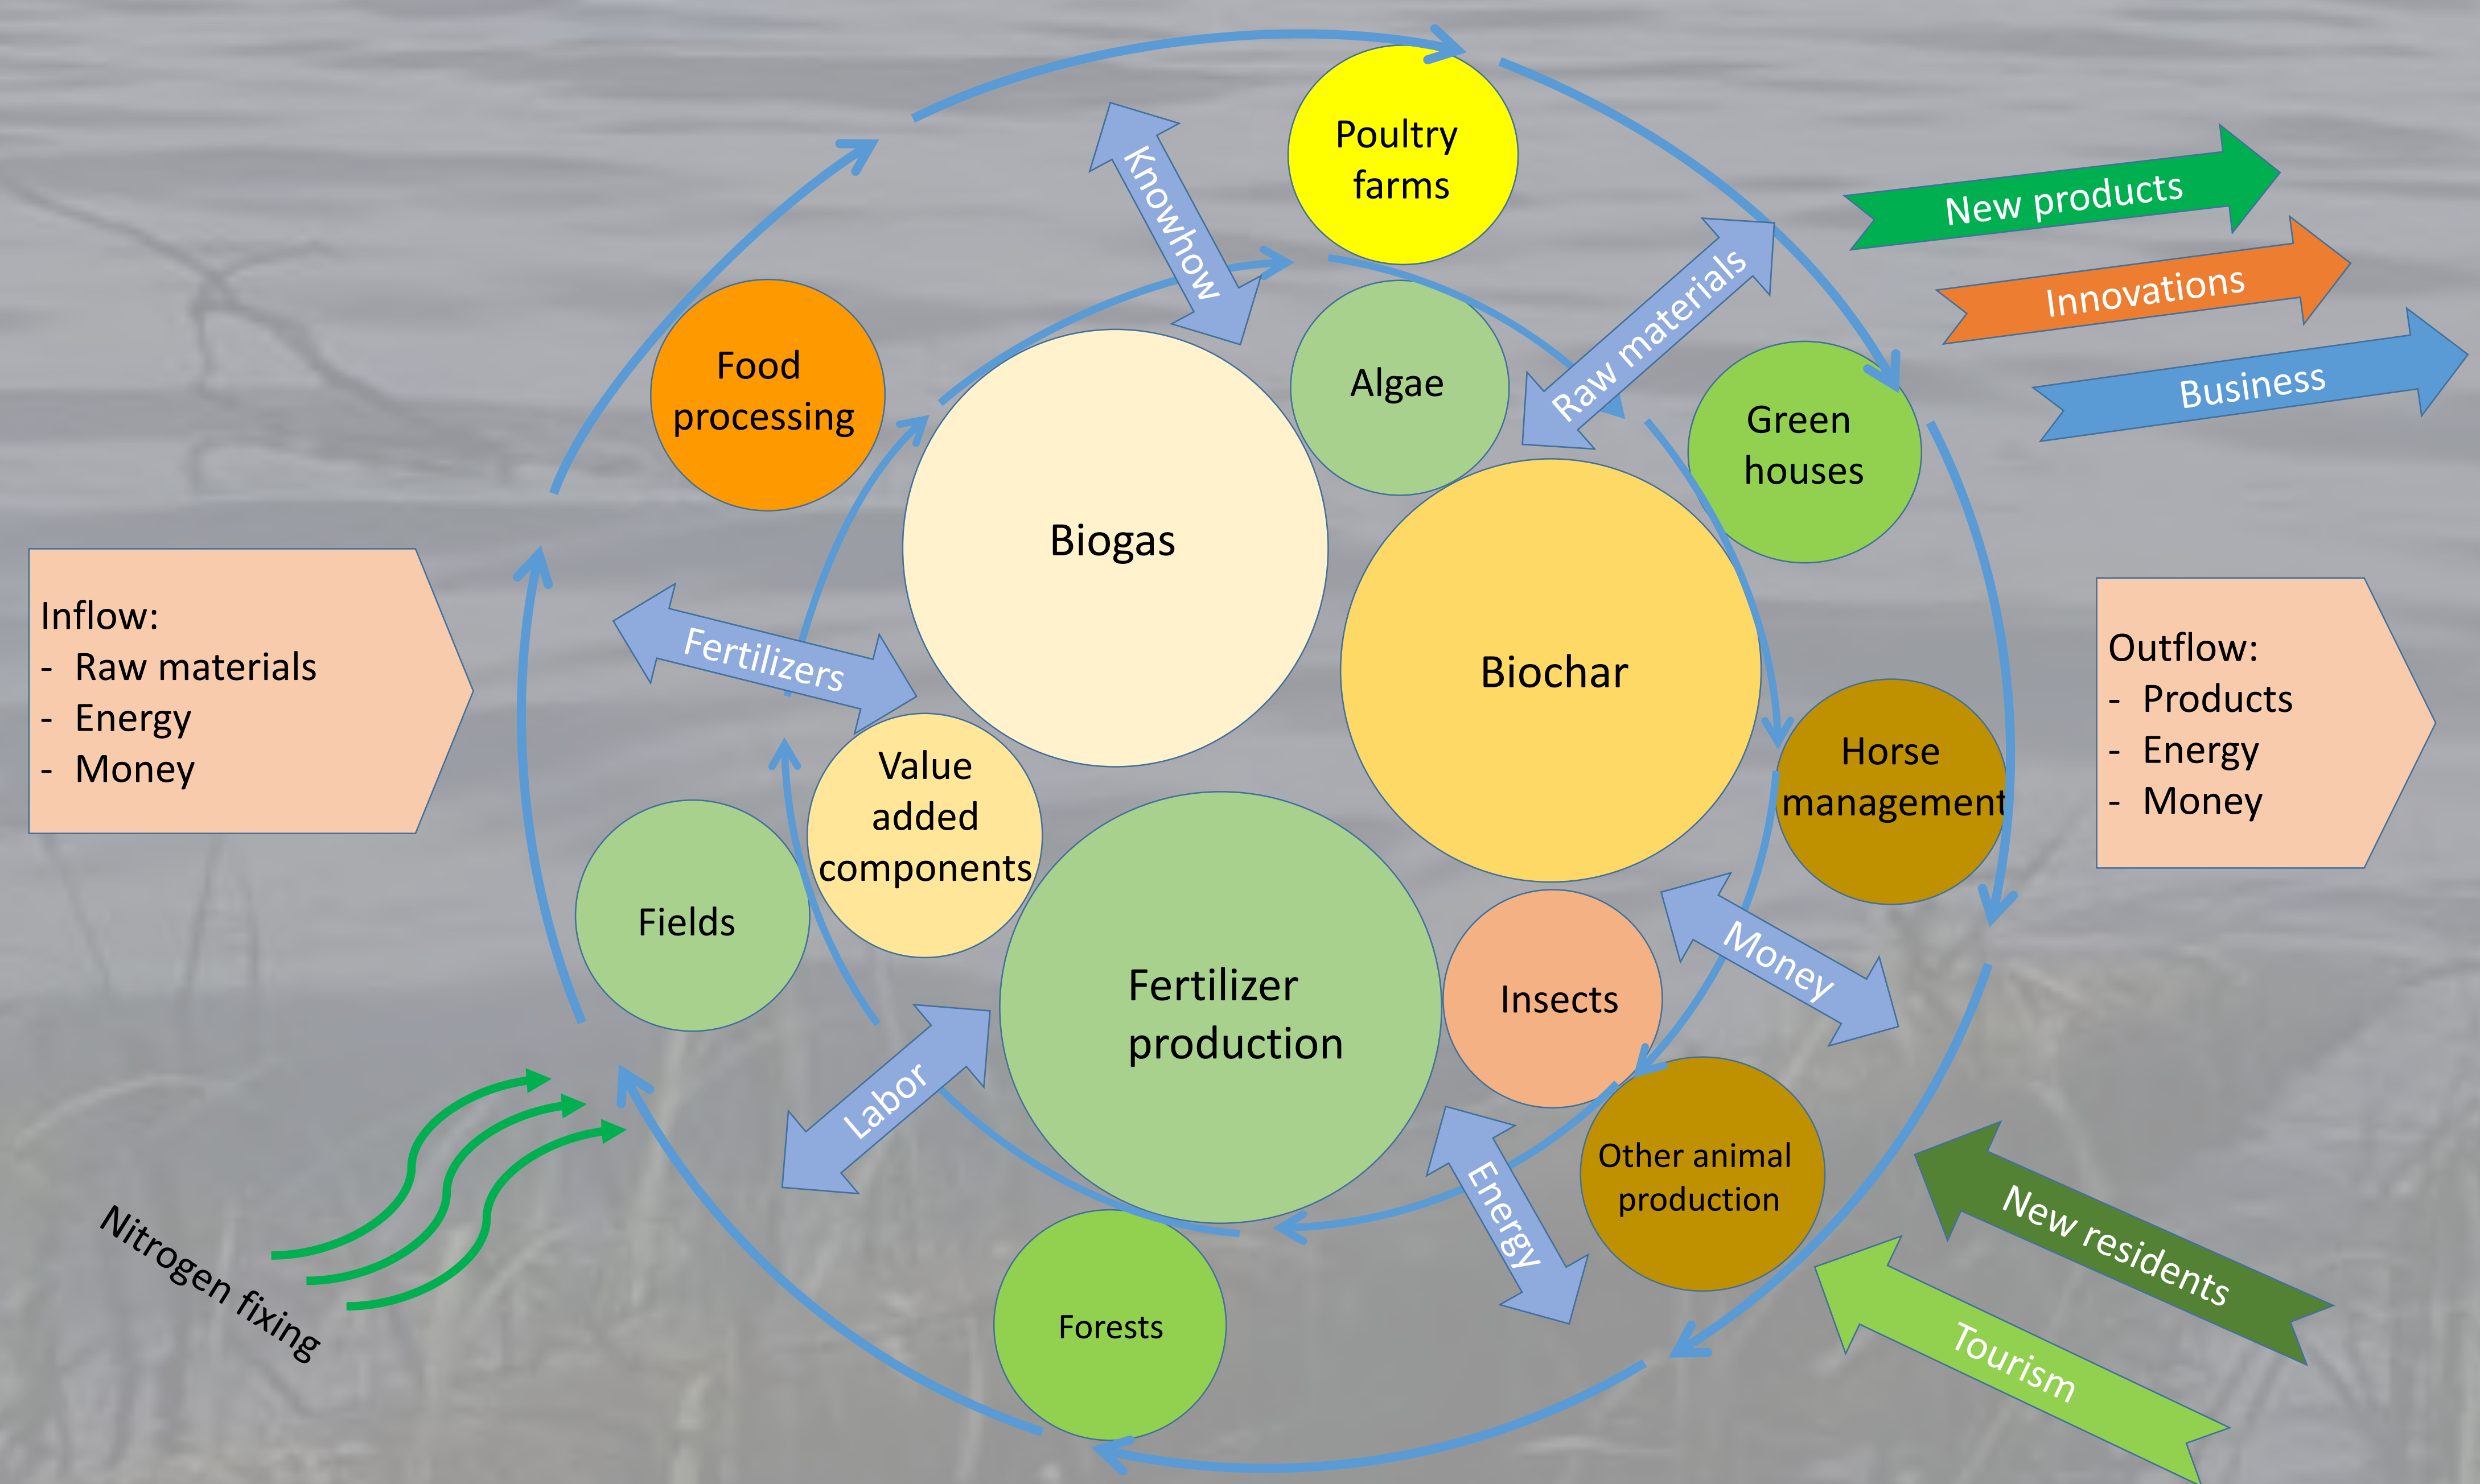 Poultry
farms
Knowhow
New products
Innovations
Business
Raw materials
Food
processing
Algae
Green
houses
Biogas
Inflow:
- Raw materials
- Energy
- Money
Fertilizers
Biochar
Outflow:
- Products
- Energy
- Money
Value
added
components
Horse
management
Fields
Fertilizer
production
Insects
Money
Labor
Energy
Other animal
production
New residents
Tourism
Nitrogen fixing
Forests